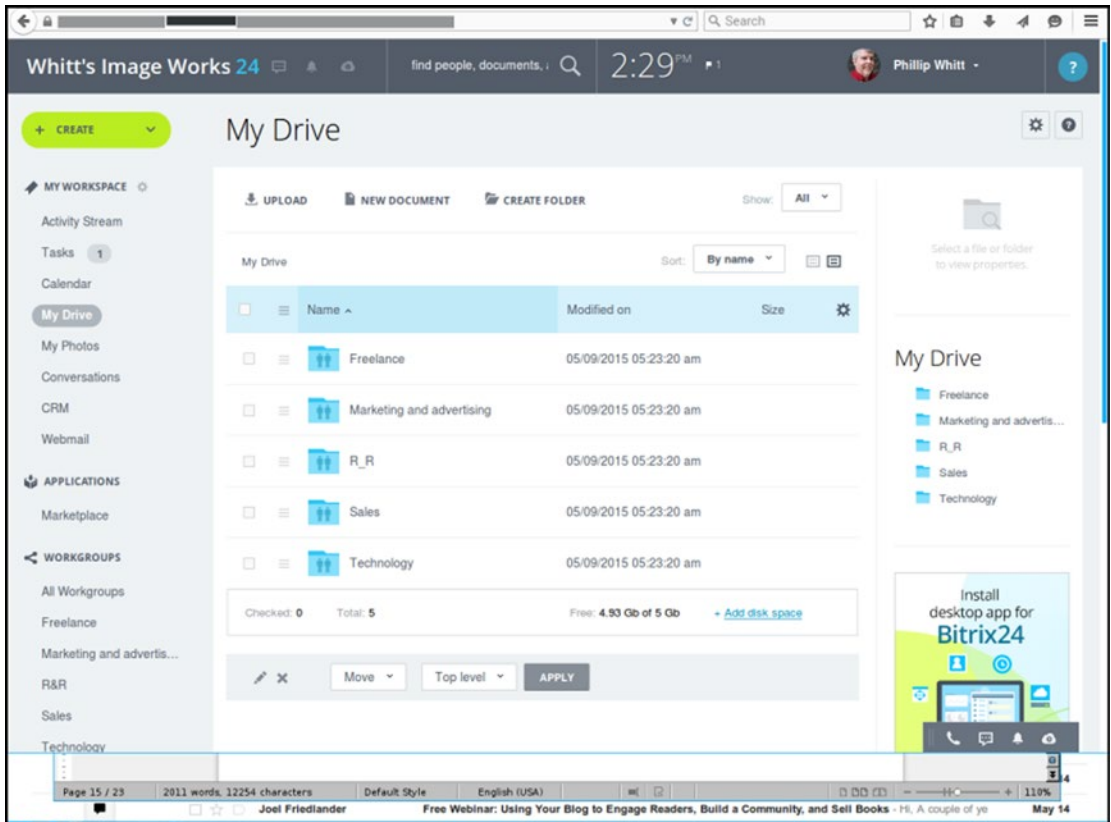 Search
Whitt's Image Works 24
find people, documents,
2:29 PM
1
Phillip Whitt
?
+ CREATE
My Drive
MY WORKSPACE
Activity Stream
Tasks 1
Calendar
My Drive
My Photos
Conversations
CRM
Webmail
APPLICATIONS
Marketplace
WORKGROUPS
All Workgroups
Freelance
Marketing and advertis...
R&R
Sales
Technology
UPLOAD NEW DOCUMENT CREATE FOLDER Show: All
My Drive Sort: By name
Name Modified on Size
Freelance 05/09/2015 05:23:20 am
Marketing and advertising 05/09/2015 05:23:20 am
R_R 05/09/2015 05:23:20 am
Sales 05/09/2015 05:23:20 am
Technology 05/09/2015 05:23:20 am
Checked: 0 Total: 5 Free: 4.93 Gb of 5 Gb + Add disk space
Move Top level APPLY
Select a file or folder
to view properties.
My Drive
Freelance
Marketing and advertis...
R_R
Sales
Technology
Install
desktop app for
Bitrix24
Page 15 / 23 2011 words, 12254 characters Default Style English (USA) 110%
Joel Friedlander Free Webinar: Using Your Blog to Engage Readers, Build a Community, and Sell Books - Hi, A couple of ye May 14